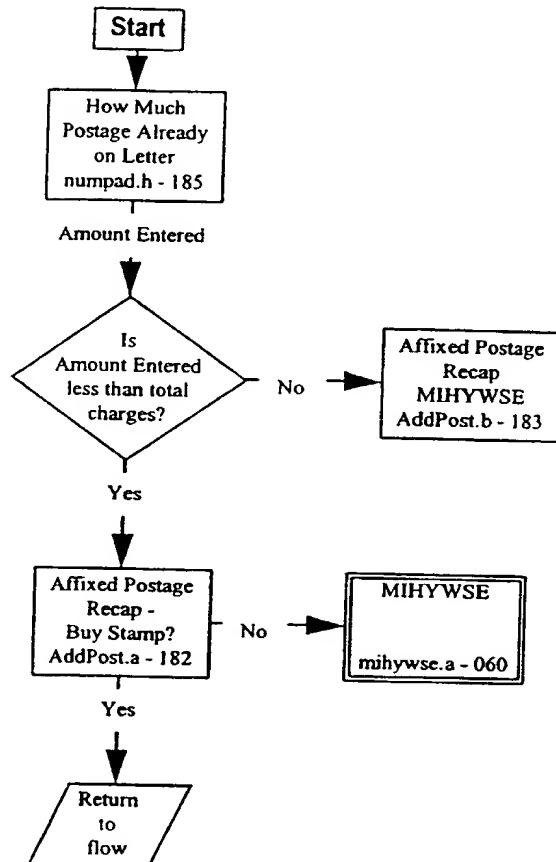 Start
How Much
Postage Already
on Letter
numpad.h - 185
Amount Entered
Is
Amount Entered
less than total
charges?
No
Affixed Postage
Recap
MIHYWSE
AddPost.b - 183
Yes
Affixed Postage
Recap -
Buy Stamp?
AddPost.a - 182
No
MIHYWSE
mihywse.a - 060
Yes
Return
to
flow